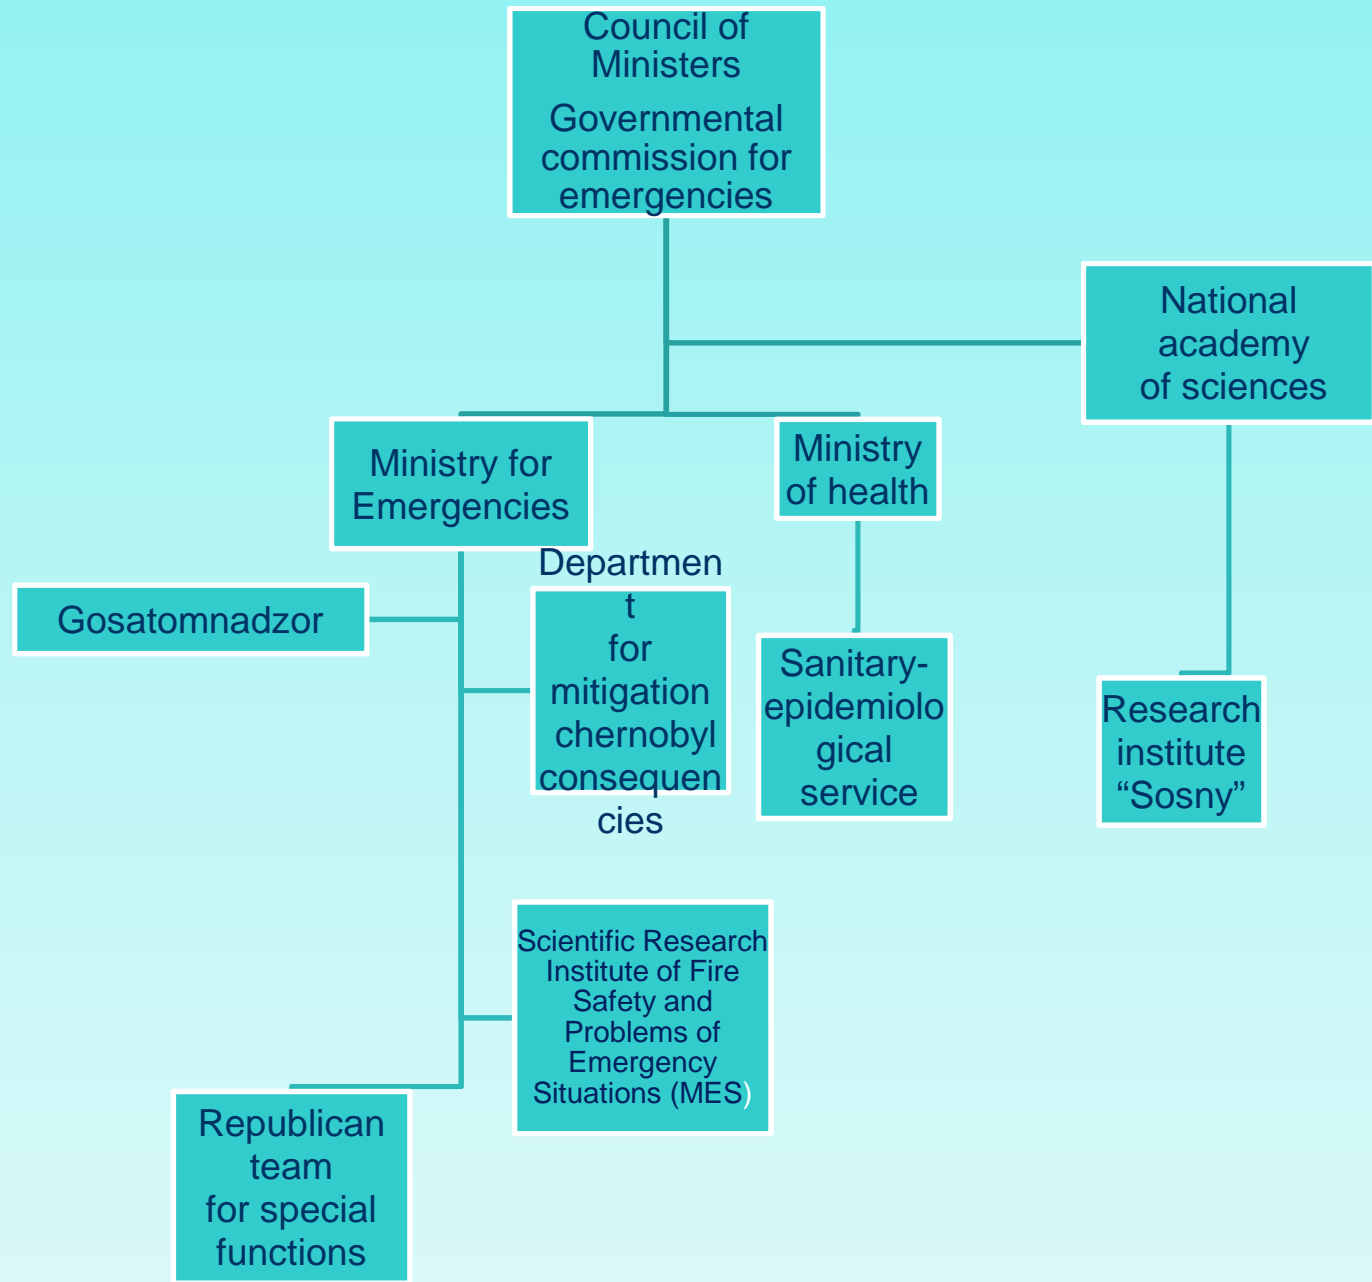 Council of
Ministers
Governmental
commission for
emergencies
National
academy
of sciences
Ministry for
Emergencies
Ministry
of health
Gosatomnadzor
Departmen
t
for
mitigation
chernobyl
consequen
cies
Sanitary-
epidemiolo
gical
service
Research
institute
“Sosny”
Scientific Research
Institute of Fire
Safety and
Problems of
Emergency
Situations (MES)
Republican
team
for special
functions